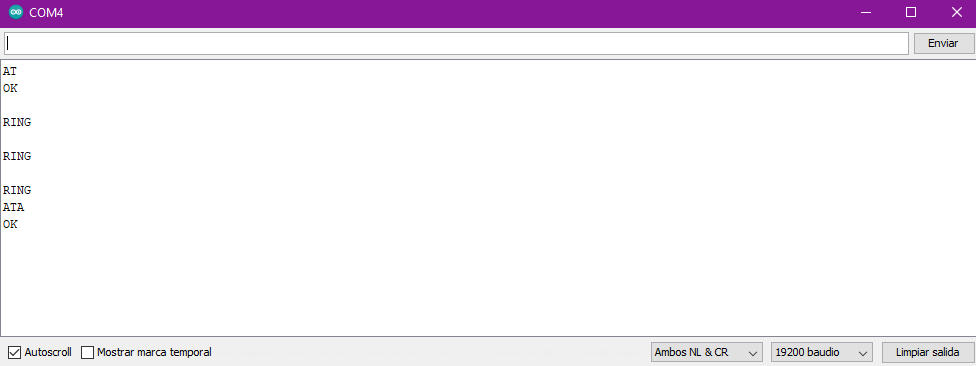 COM4
Enviar
AT
OK
RING
RING
RING
ATA
OK
Autoscroll Mostrar marca temporal Ambos NL & CR 19200 baudio Limpiar salida